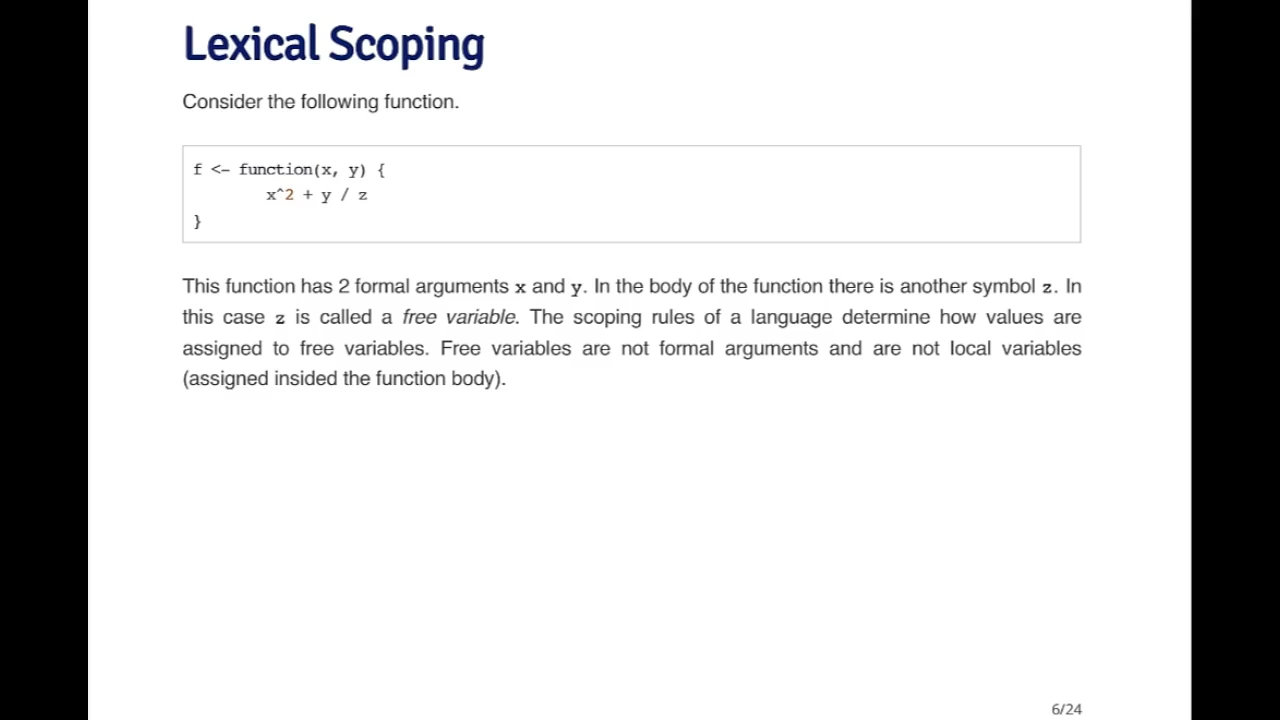 Lexical Scoping
Consider the following function.
f <- function(x, y) {
        x^2 + y / z
}
This function has 2 formal arguments x and y. In the body of the function there is another symbol z. In
this case z is called a free variable. The scoping rules of a language determine how values are
assigned to free variables. Free variables are not formal arguments and are not local variables
(assigned insided the function body).
6/24